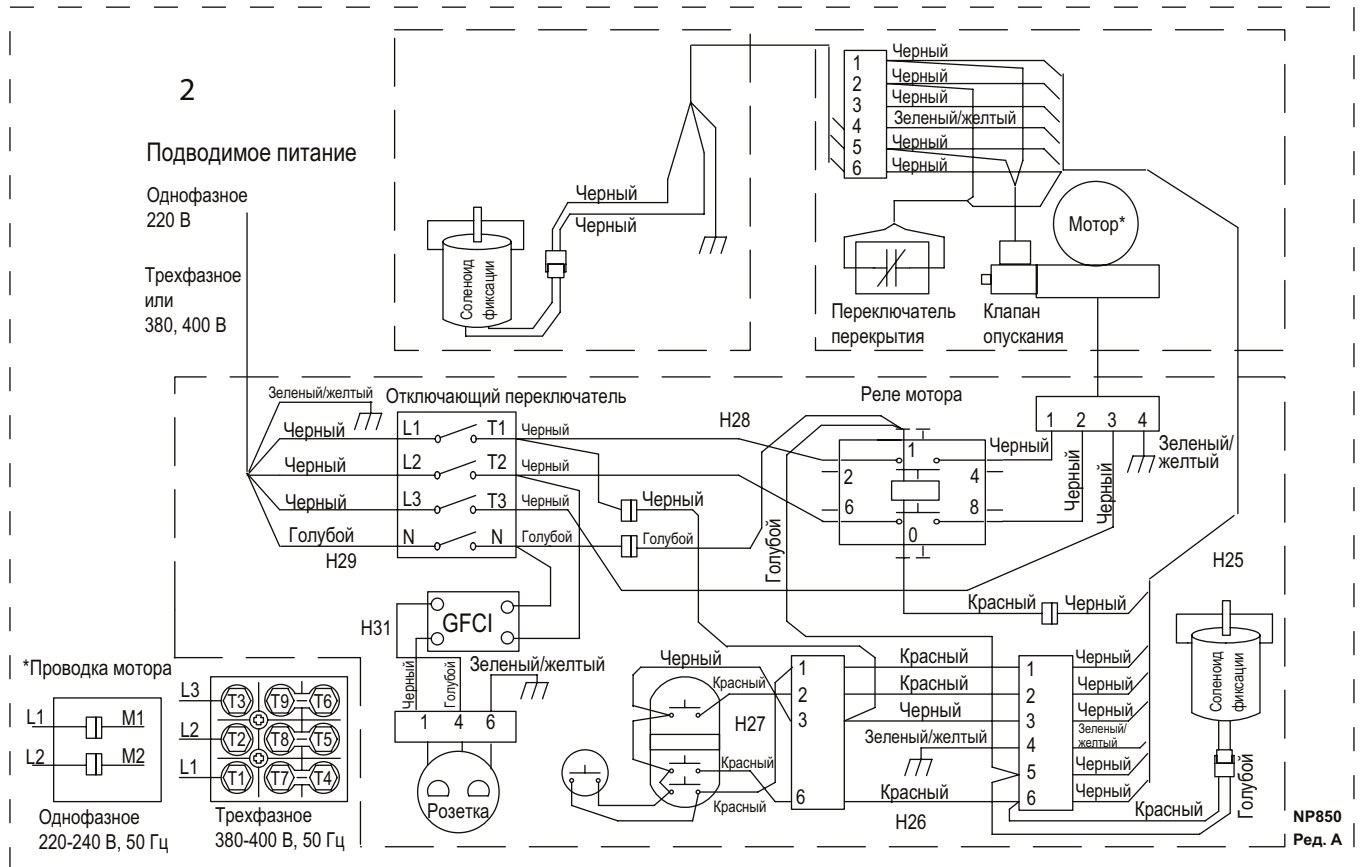 2
Подводимое питание
Однофазное
220 В
Трехфазное
или
380, 400 В
Соленоид
фиксации
Черный
Черный
1
2
3
4
5
6
Черный
Черный
Черный
Зеленый/желтый
Черный
Черный
Мотор*
Переключатель
перекрытия
Клапан
опускания
Зеленый/желтый
Отключающий переключатель
H28
Реле мотора
Черный L1 T1 Черный
Черный L2 T2 Черный
Черный L3 T3 Черный
Голубой N N Голубой
H29
Черный
Голубой
Голубой
1
2 4
6 8
0
Черный
1 2 3 4
Черный
Черный
Зеленый/
желтый
H25
Красный Черный
H31
GFCI
Черный
Голубой
Зеленый/желтый
1 4 6
Розетка
Черный
Красный
H27
Красный
Красный
1
2
3
6
Красный
Красный
Черный
Зеленый/желтый
Красный
H26
1
2
3
4
5
6
Черный
Черный
Черный
Зеленый/
желтый
Черный
Черный
Красный
Голубой
Соленоид
фиксации
*Проводка мотора
L1 M1
L2 M2
Однофазное
220-240 В, 50 Гц
L3 T3 T9 T6
L2 T2 T8 T5
L1 T1 T7 T4
Трехфазное
380-400 В, 50 Гц
NP850
Ред. A